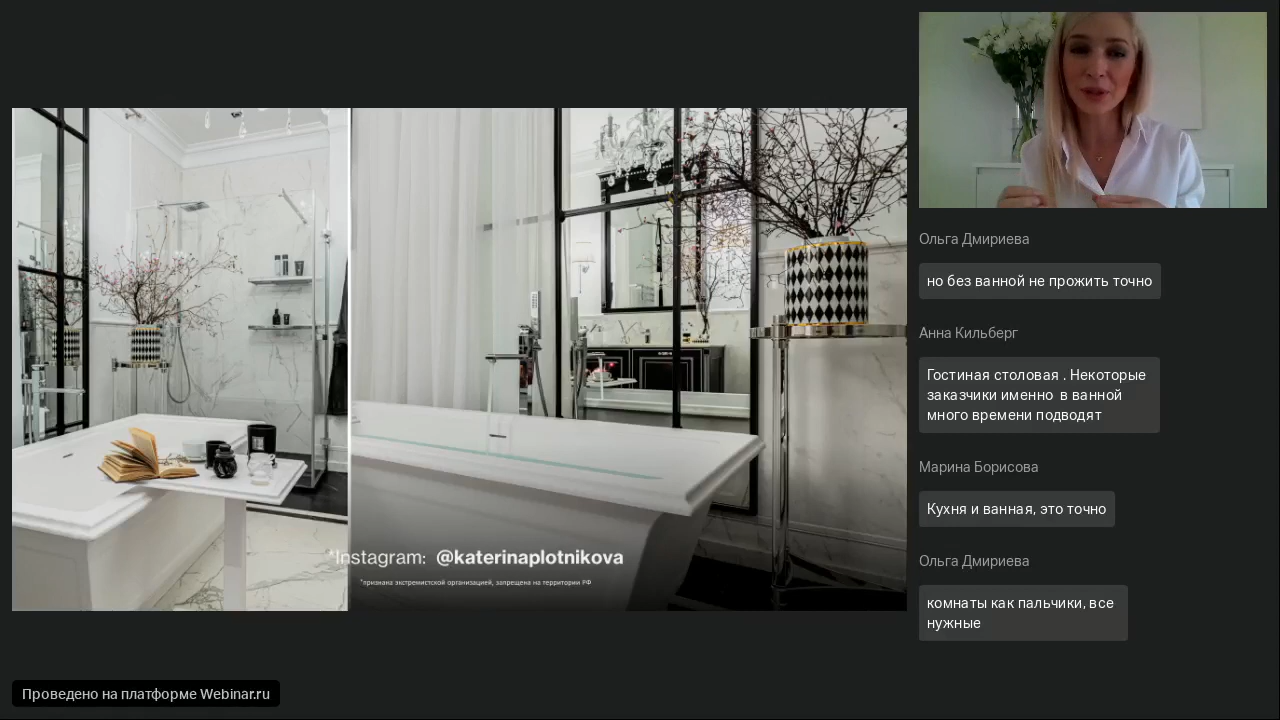 *Instagram: @katerinaplotnikova
*признана экстремистской организацией, запрещена на территории РФ
Ольга Дмириева
но без ванной не прожить точно
Анна Кильберг
Гостиная столовая . Некоторые
заказчики именно в ванной
много времени подводят
Марина Борисова
Кухня и ванная, это точно
Ольга Дмириева
комнаты как пальчики, все
нужные
Проведено на платформе Webinar.ru